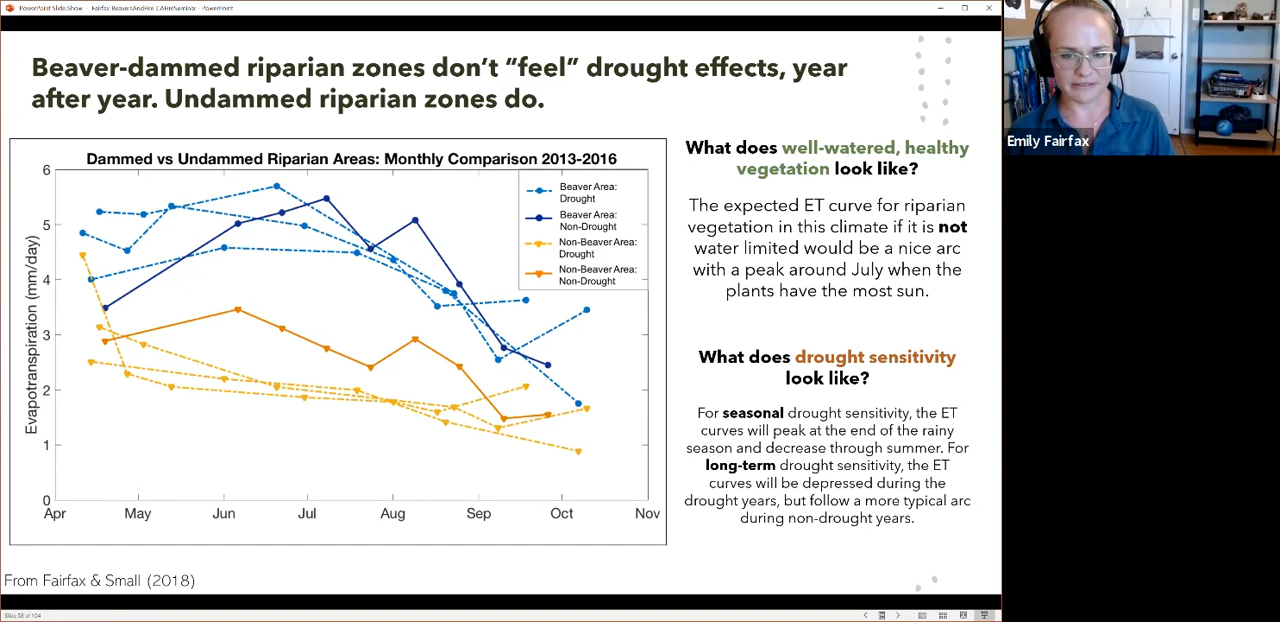 PowerPoint Slide Show - Fairfax BeaversAndFire CAHmSeminar - PowerPoint
Beaver-dammed riparian zones don't “feel” drought effects, year
after year. Undammed riparian zones do.
Dammed vs Undammed Riparian Areas: Monthly Comparison 2013-2016
Evapotranspiration (mm/day)
6
5
4
3
2
1
0
Apr May Jun Jul Aug Sep Oct Nov
Beaver Area:
Drought
Beaver Area:
Non-Drought
Non-Beaver Area:
Drought
Non-Beaver Area:
Non-Drought
What does well-watered, healthy
vegetation look like?
The expected ET curve for riparian
vegetation in this climate if it is not
water limited would be a nice arc
with a peak around July when the
plants have the most sun.
What does drought sensitivity
look like?
For seasonal drought sensitivity, the ET
curves will peak at the end of the rainy
season and decrease through summer. For
long-term drought sensitivity, the ET
curves will be depressed during the
drought years, but follow a more typical arc
during non-drought years.
From Fairfax & Small (2018)
Slide 58 of 104
Emily Fairfax